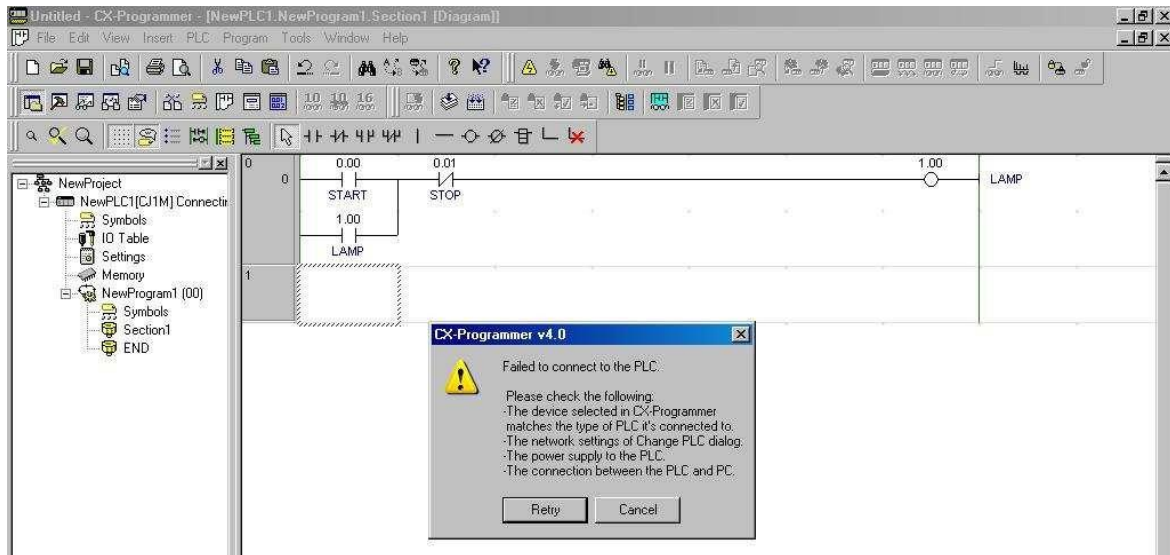 Untitled - CX-Programmer - [NewPLC1.NewProgram1.Section1 [Diagram]]
File Edit View Insert PLC Program Tools Window Help
10 10 16
NewProject
NewPLC1[CJ1M] Connectin
Symbols
IO Table
Settings
Memory
NewProgram1 (00)
Symbols
Section1
END
0
0
0.00
0.01
1.00
START
STOP
LAMP
1.00
LAMP
1
CX-Programmer v4.0
Failed to connect to the PLC.
Please check the following:
-The device selected in CX-Programmer
matches the type of PLC it's connected to.
-The network settings of Change PLC dialog.
-The power supply to the PLC.
-The connection between the PLC and PC.
Retry
Cancel